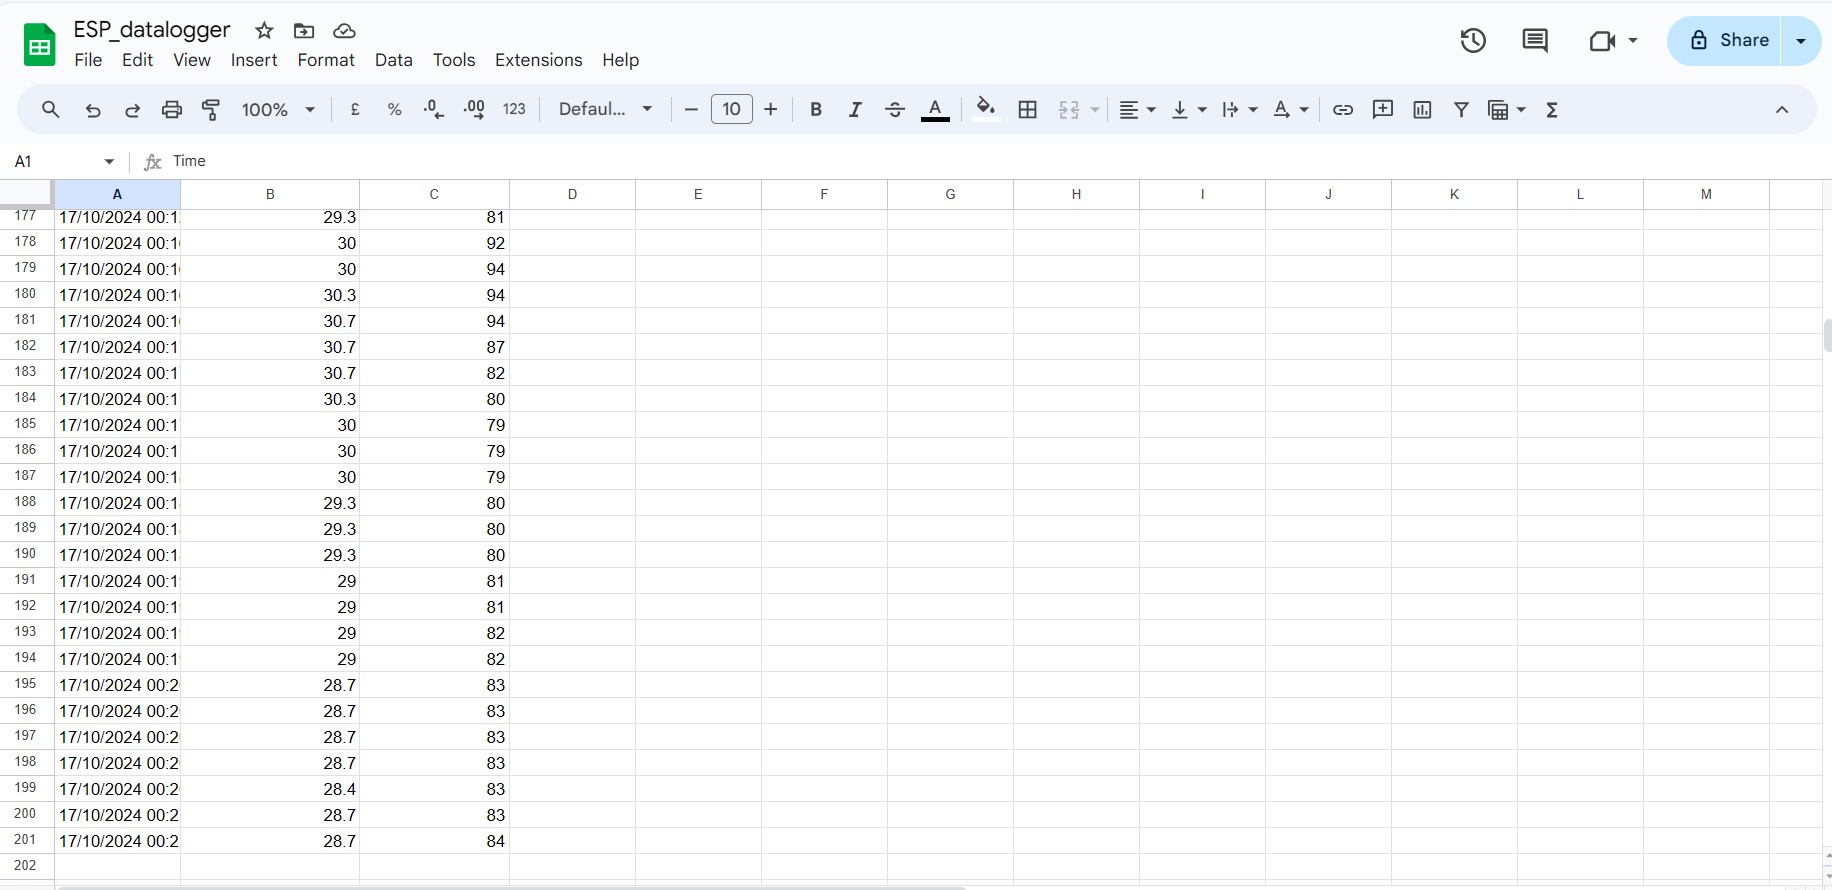 ESP_datalogger
File Edit View Insert Format Data Tools Extensions Help
Share
100% £ % .0 .00 123 Defaul... 10 B I A Σ
A1 fx Time
A B C D E F G H I J K L M
177 17/10/2024 00:1 29.3 81
178 17/10/2024 00:1 30 92
179 17/10/2024 00:1 30 94
180 17/10/2024 00:1 30.3 94
181 17/10/2024 00:1 30.7 94
182 17/10/2024 00:1 30.7 87
183 17/10/2024 00:1 30.7 82
184 17/10/2024 00:1 30.3 80
185 17/10/2024 00:1 30 79
186 17/10/2024 00:1 30 79
187 17/10/2024 00:1 30 79
188 17/10/2024 00:1 29.3 80
189 17/10/2024 00:1 29.3 80
190 17/10/2024 00:1 29.3 80
191 17/10/2024 00:1 29 81
192 17/10/2024 00:1 29 81
193 17/10/2024 00:1 29 82
194 17/10/2024 00:1 29 82
195 17/10/2024 00:2 28.7 83
196 17/10/2024 00:2 28.7 83
197 17/10/2024 00:2 28.7 83
198 17/10/2024 00:2 28.7 83
199 17/10/2024 00:2 28.4 83
200 17/10/2024 00:2 28.7 83
201 17/10/2024 00:2 28.7 84
202